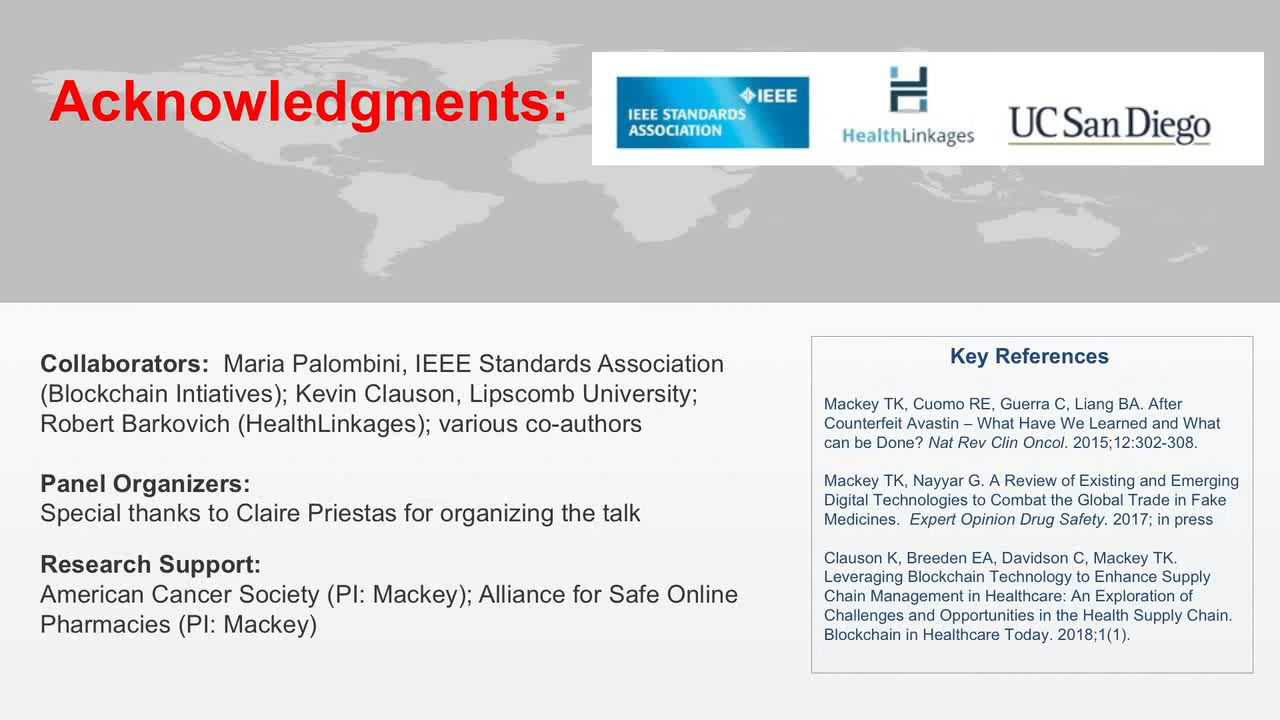 Acknowledgments:
IEEE
IEEE STANDARDS
ASSOCIATION
HealthLinkages
UC San Diego
Collaborators:  Maria Palombini, IEEE Standards Association
(Blockchain Intiatives); Kevin Clauson, Lipscomb University;
Robert Barkovich (HealthLinkages); various co-authors
Panel Organizers:
Special thanks to Claire Priestas for organizing the talk
Research Support:
American Cancer Society (PI: Mackey); Alliance for Safe Online
Pharmacies (PI: Mackey)
Key References
Mackey TK, Cuomo RE, Guerra C, Liang BA. After
Counterfeit Avastin – What Have We Learned and What
can be Done? Nat Rev Clin Oncol. 2015;12:302-308.
Mackey TK, Nayyar G. A Review of Existing and Emerging
Digital Technologies to Combat the Global Trade in Fake
Medicines.  Expert Opinion Drug Safety. 2017; in press
Clauson K, Breeden EA, Davidson C, Mackey TK.
Leveraging Blockchain Technology to Enhance Supply
Chain Management in Healthcare: An Exploration of
Challenges and Opportunities in the Health Supply Chain.
Blockchain in Healthcare Today. 2018;1(1).